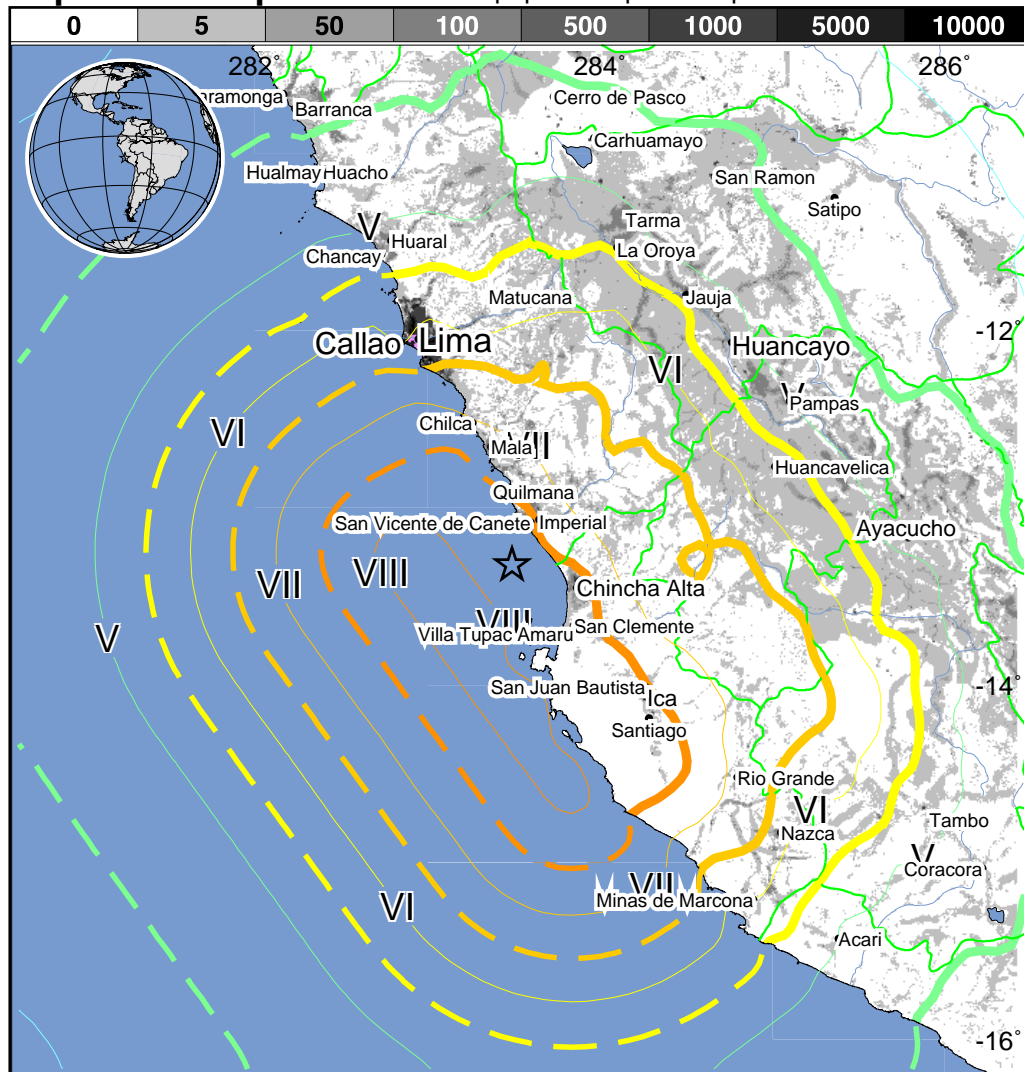 0 5 50 100 500 1000 5000 10000
282° 284° 286°
aramonga
Barranca
Cerro de Pasco
Carhuamayo
Hualmay Huacho
San Ramon
Satipo
Tarma
V
Huaral
La Oroya
Chancay
Matucana
Jauja
-12°
Callao Lima
Huancayo
VI
V
Pampas
Chilca
VI
VII
Mala
Huancavelica
Quilmana
San Vicente de Canete Imperial
Ayacucho
VII
VIII
Chincha Alta
V
VIII
Villa Tupac Amaru San Clemente
San Juan Bautista
Ica
-14°
Santiago
Rio Grande
VI
Tambo
Nazca
V
Coracora
VII
VI
Minas de Marcona
Acari
-16°